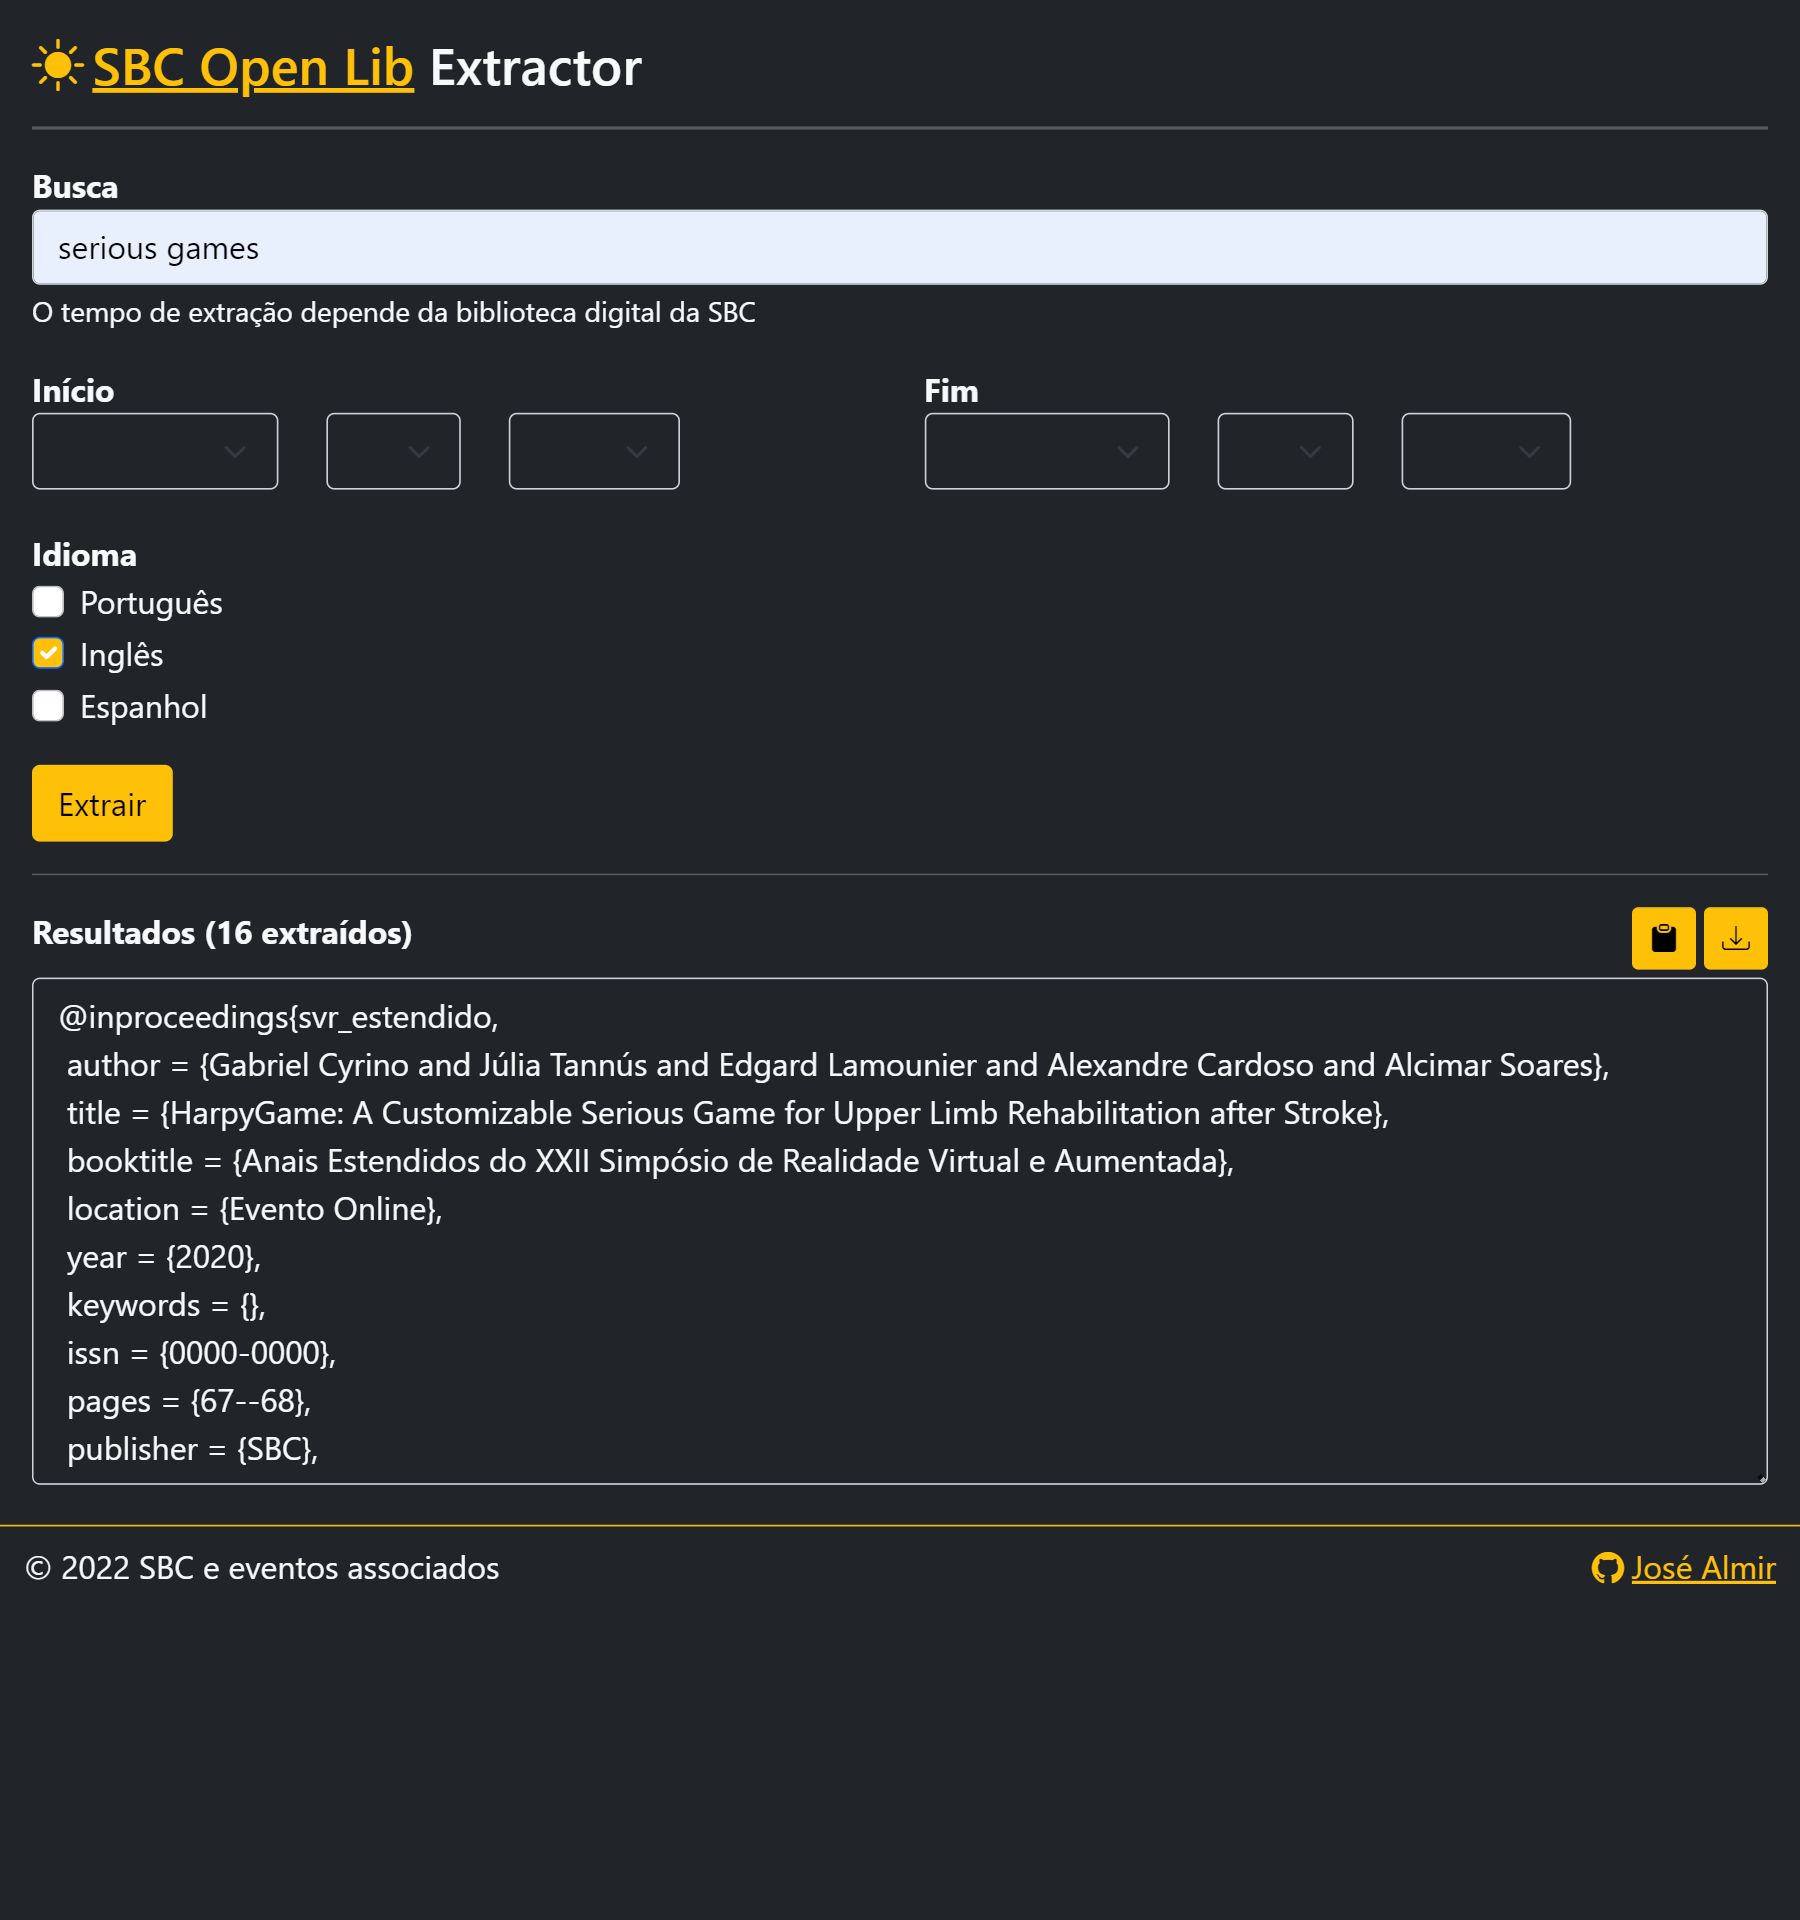 SBC Open Lib Extractor
Busca
serious games
O tempo de extração depende da biblioteca digital da SBC
Início
Fim
Idioma
Português
Inglês
Espanhol
Extrair
Resultados (16 extraídos)
@inproceedings{svr_estendido,
author = {Gabriel Cyrino and Júlia Tannús and Edgard Lamounier and Alexandre Cardoso and Alcimar Soares},
title = {HarpyGame: A Customizable Serious Game for Upper Limb Rehabilitation after Stroke},
booktitle = {Anais Estendidos do XXII Simpósio de Realidade Virtual e Aumentada},
location = {Evento Online},
year = {2020},
keywords = {},
issn = {0000-0000},
pages = {67--68},
publisher = {SBC},
© 2022 SBC e eventos associados
José Almir